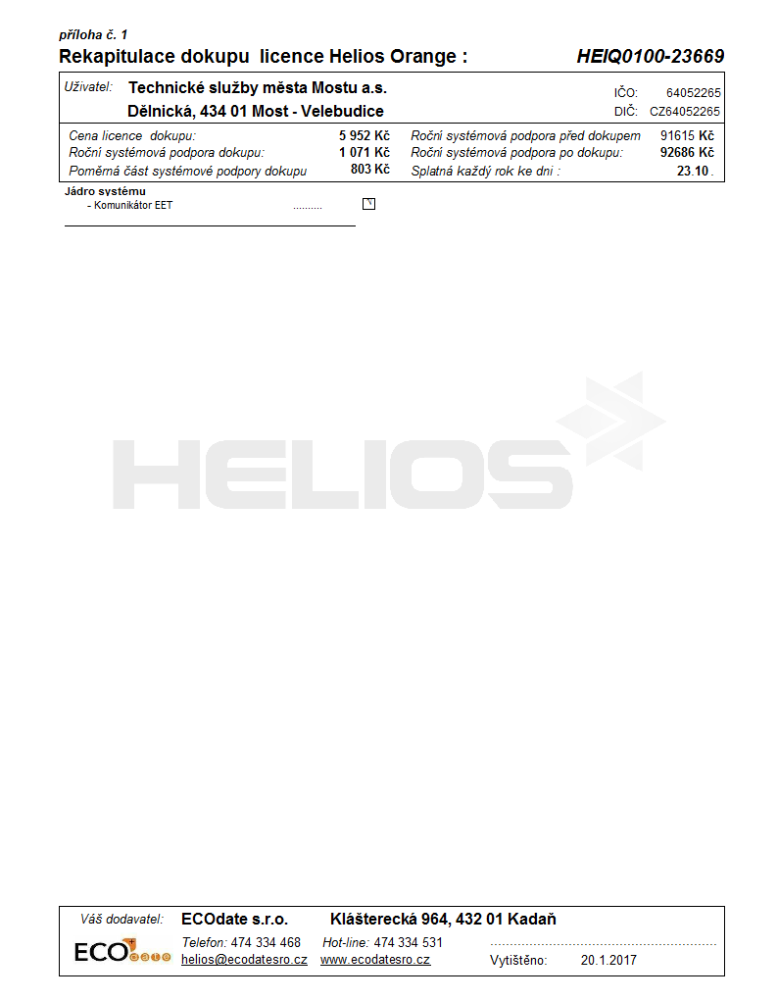 příloha č. 1
Rekapitulace dokupu licence Helios Orange : HEIQ0100-23669
Uživatel: Technické služby města Mostu a.s. IČO: 64052265
Dělnická, 434 01 Most - Velebudice DIČ: CZ64052265
Cena licence dokupu: 5 952 Kč Roční systémová podpora před dokupem 91615 Kč
Roční systémová podpora dokupu: 1 071 Kč Roční systémová podpora po dokupu: 92686 Kč
Poměrná část systémové podpory dokupu 803 Kč Splatná každý rok ke dni : 23.10 .
Jádro systému
- Komunikátor EET ..........
HELIOS
Váš dodavatel: ECOdate s.r.o. Klášterecká 964, 432 01 Kadaň
ECO date
Telefon: 474 334 468 Hot-line: 474 334 531
helios@ecodatesro.cz www.ecodatesro.cz Vytištěno: 20.1.2017